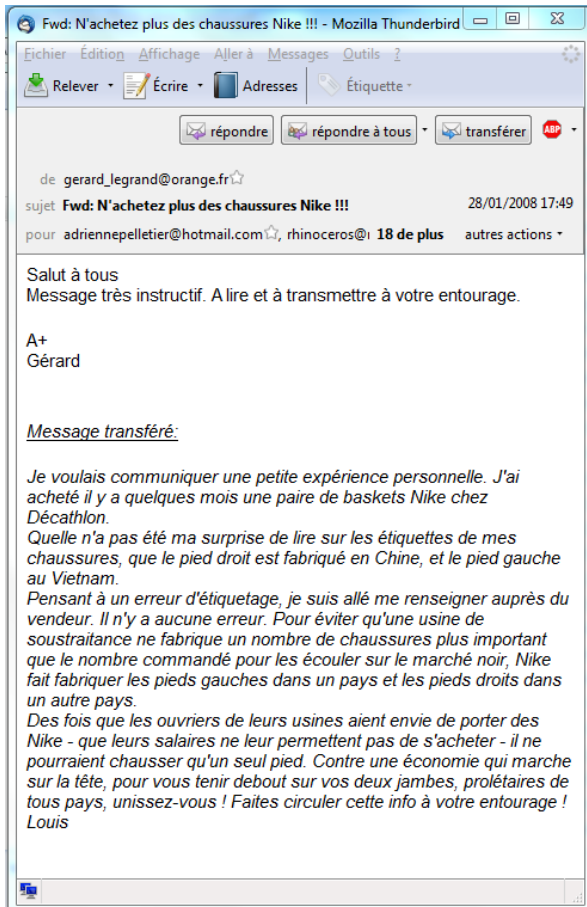 Fwd: N'achetez plus des chaussures Nike !!! - Mozilla Thunderbird
Fichier Édition Affichage Aller à Messages Outils ?
Relever Écrire Adresses Étiquette
répondre répondre à tous transférer ABP
de gerard_legrand@orange.fr
sujet Fwd: N'achetez plus des chaussures Nike !!! 28/01/2008 17:49
pour adriennepelletier@hotmail.com, rhinoceros@ 18 de plus autres actions
Salut à tous
Message très instructif. A lire et à transmettre à votre entourage.
A+
Gérard
Message transféré:
Je voulais communiquer une petite expérience personnelle. J'ai
acheté il y a quelques mois une paire de baskets Nike chez
Décathlon.
Quelle n'a pas été ma surprise de lire sur les étiquettes de mes
chaussures, que le pied droit est fabriqué en Chine, et le pied gauche
au Vietnam.
Pensant à un erreur d'étiquetage, je suis allé me renseigner auprès du
vendeur. Il n'y a aucune erreur. Pour éviter qu'une usine de
soustraitance ne fabrique un nombre de chaussures plus important
que le nombre commandé pour les écouler sur le marché noir, Nike
fait fabriquer les pieds gauches dans un pays et les pieds droits dans
un autre pays.
Des fois que les ouvriers de leurs usines aient envie de porter des
Nike - que leurs salaires ne leur permettent pas de s'acheter - il ne
pourraient chausser qu'un seul pied. Contre une économie qui marche
sur la tête, pour vous tenir debout sur vos deux jambes, prolétaires de
tous pays, unissez-vous ! Faites circuler cette info à votre entourage !
Louis